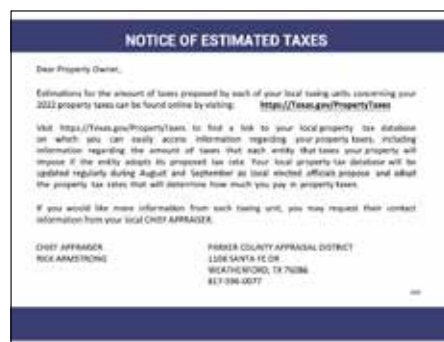 NOTICE OF ESTIMATED TAXES
Dear Property Owner,
Estimations for the amount of taxes proposed by each of your local taxing units concerning your
2022 property taxes can be found online by visiting: https://Texas.gov/PropertyTaxes
Visit https://Texas.gov/PropertyTaxes to find a link to your local property tax database
on which you can easily access information regarding your property taxes, including
information regarding the amount of taxes that each entity that taxes your property will
impose if the entity adopts its proposed tax rate. Your local property tax database will be
updated regularly during August and September as local elected officials propose and adopt
the property tax rates that will determine how much you pay in property taxes.
If you would like more information from each taxing unit, you may request their contact
information from your local CHIEF APPRAISER.
CHIEF APPRAISER
RICK ARMSTRONG
PARKER COUNTY APPRAISAL DISTRICT
1108 SANTA FE DR
WEATHERFORD, TX 76086
817-596-0077